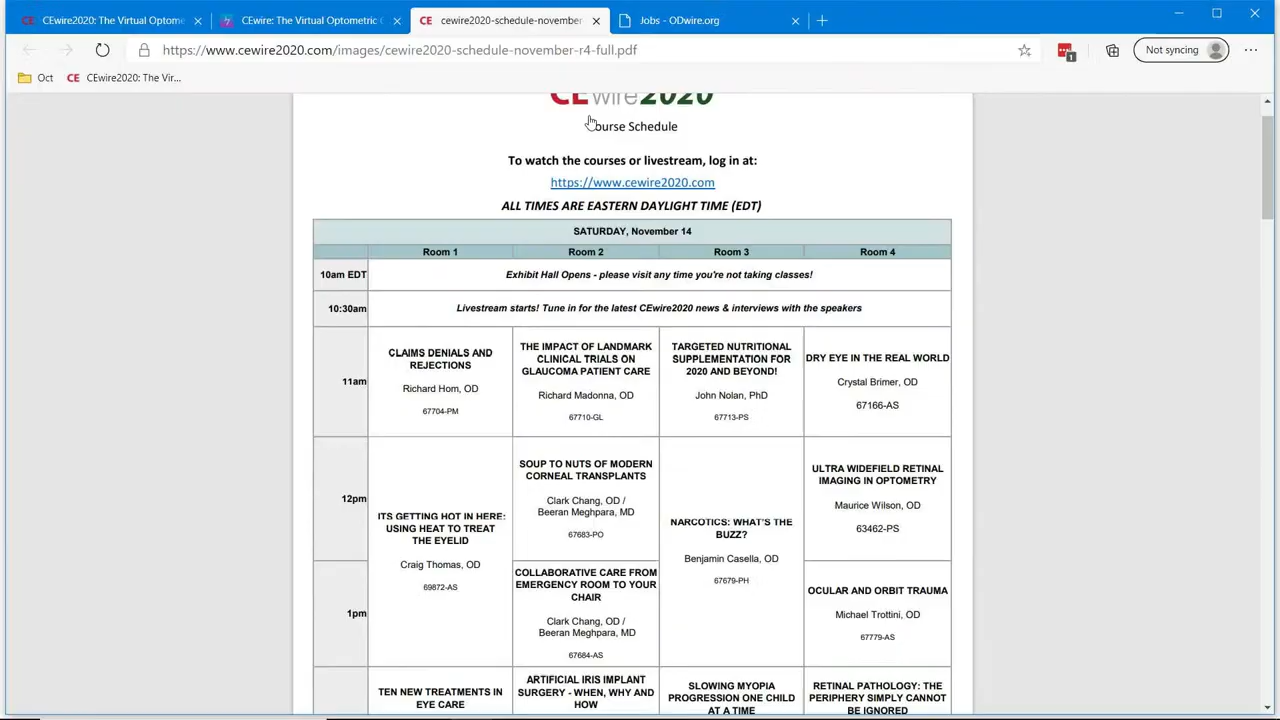 CEwire2020: The Virtual Optome
CEwire: The Virtual Optometric C
cewire2020-schedule-november
Jobs - ODwire.org
https://www.cewire2020.com/images/cewire2020-schedule-november-r4-full.pdf
1
Not syncing
Oct
CE CEwire2020: The Vir...
CEwire2020
Course Schedule
To watch the courses or livestream, log in at:
https://www.cewire2020.com
ALL TIMES ARE EASTERN DAYLIGHT TIME (EDT)
SATURDAY, November 14
Room 1 Room 2 Room 3 Room 4
10am EDT
Exhibit Hall Opens - please visit any time you're not taking classes!
10:30am
Livestream starts! Tune in for the latest CEwire2020 news & interviews with the speakers
11am
CLAIMS DENIALS AND
REJECTIONS
Richard Hom, OD
67704-PM
THE IMPACT OF LANDMARK
CLINICAL TRIALS ON
GLAUCOMA PATIENT CARE
Richard Madonna, OD
67710-GL
TARGETED NUTRITIONAL
SUPPLEMENTATION FOR
2020 AND BEYOND!
John Nolan, PhD
67713-PS
DRY EYE IN THE REAL WORLD
Crystal Brimer, OD
67166-AS
12pm
ITS GETTING HOT IN HERE:
USING HEAT TO TREAT
THE EYELID
Craig Thomas, OD
69872-AS
SOUP TO NUTS OF MODERN
CORNEAL TRANSPLANTS
Clark Chang, OD /
Beeran Meghpara, MD
67683-PO
NARCOTICS: WHAT'S THE
BUZZ?
Benjamin Casella, OD
67679-PH
ULTRA WIDEFIELD RETINAL
IMAGING IN OPTOMETRY
Maurice Wilson, OD
63462-PS
1pm
COLLABORATIVE CARE FROM
EMERGENCY ROOM TO YOUR
CHAIR
Clark Chang, OD /
Beeran Meghpara, MD
67684-AS
OCULAR AND ORBIT TRAUMA
Michael Trottini, OD
67779-AS
TEN NEW TREATMENTS IN
EYE CARE
ARTIFICIAL IRIS IMPLANT
SURGERY - WHEN, WHY AND
HOW
SLOWING MYOPIA
PROGRESSION ONE CHILD
AT A TIME
RETINAL PATHOLOGY: THE
PERIPHERY SIMPLY CANNOT
BE IGNORED